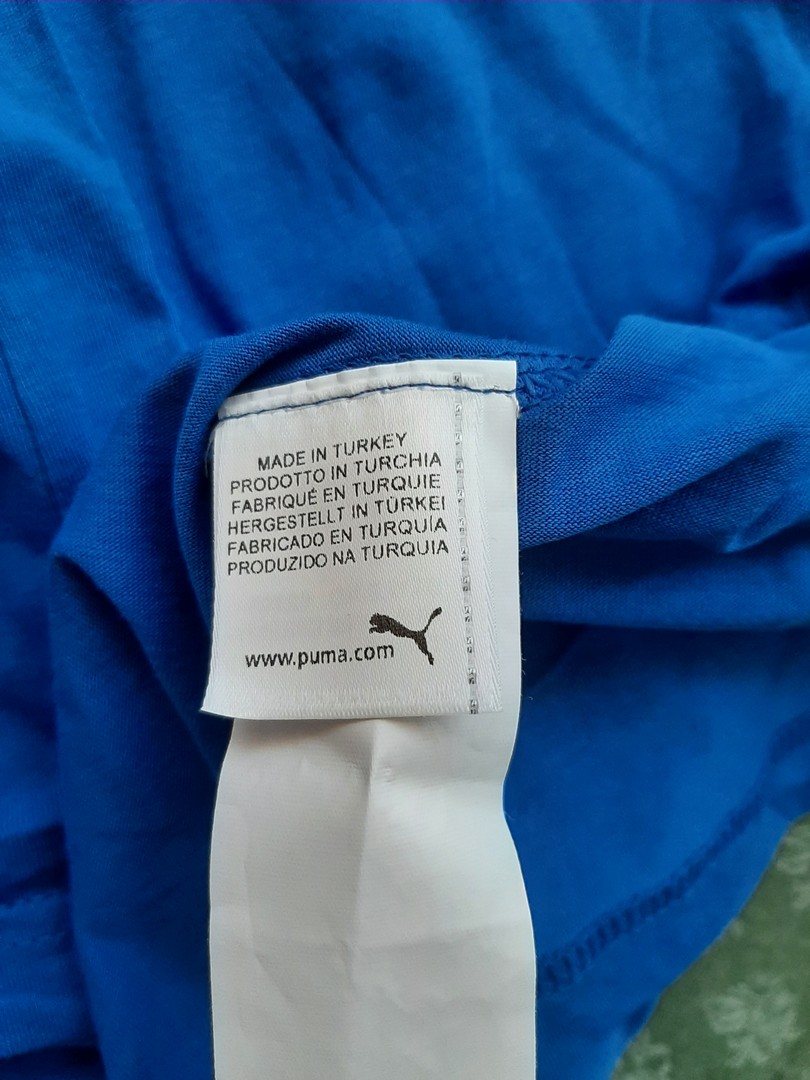 MADE IN TURKEY
PRODOTTO IN TURCHIA
FABRIQUÉ EN TURQUIE
HERGESTELLT IN TÜRKEI
FABRICADO EN TURQUÍA
PRODUZIDO NA TURQUIA
www.puma.com